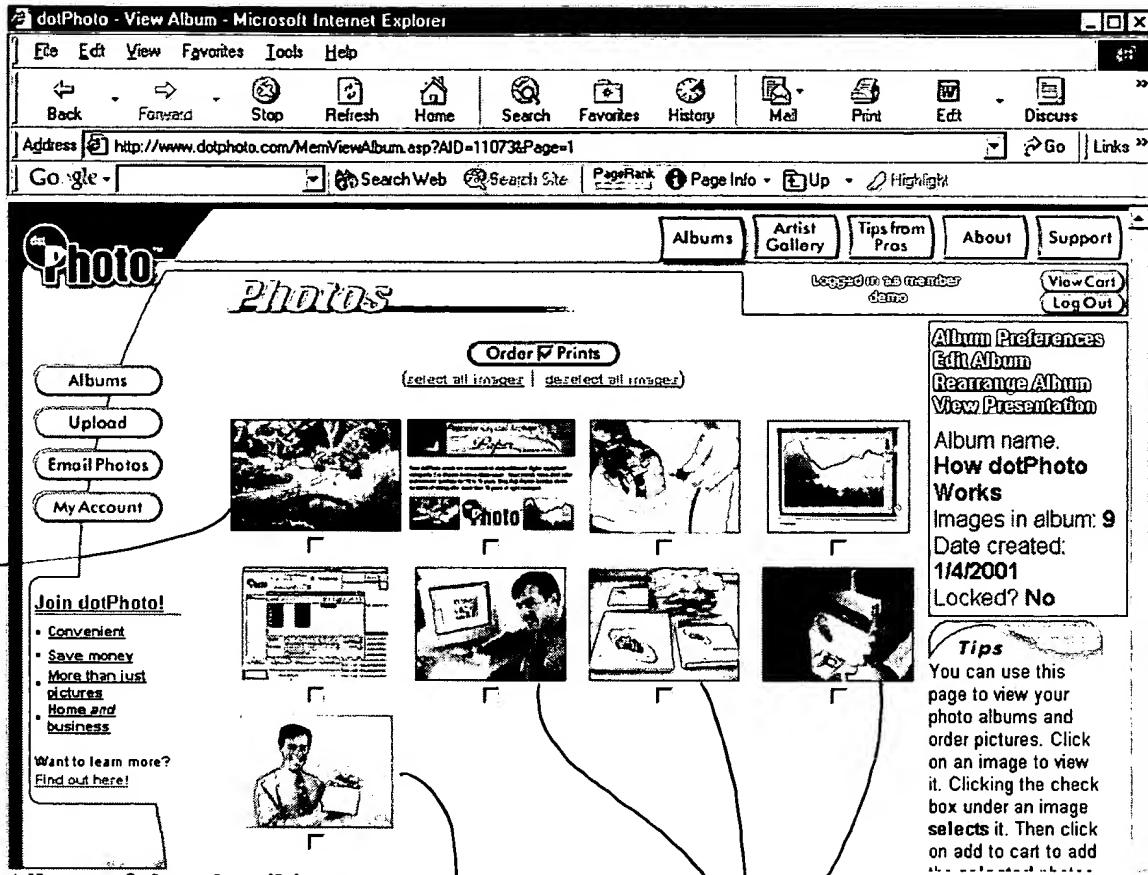 dotPhoto - View Album - Microsoft Internet Explorer
File Edit View Favorites Tools Help
Back Forward Stop Refresh Home Search Favorites History Mail Print Edit Discuss
Address http://www.dotphoto.com/MemViewAlbum.asp?AID=11073&Page=1 Go Links »
Google Search Web Search Site PageRank Page Info Up Highlight
dot Photo™
Albums Artist Gallery Tips from Pros About Support
Logged in as member demo
View Cart
Log Out
Photos
Order Prints
(select all images | deselect all images)
Albums
Upload
Email Photos
My Account
Join dotPhoto!
Convenient
Save money
More than just
pictures
Home and
business
Want to learn more?
Find out here!
Paper
Photo
Album Preferences
Edit Album
Rearrange Album
View Presentation
Album name.
How dotPhoto
Works
Images in album: 9
Date created:
1/4/2001
Locked? No
Tips
You can use this
page to view your
photo albums and
order pictures. Click
on an image to view
it. Clicking the check
box under an image
selects it. Then click
on add to cart to add